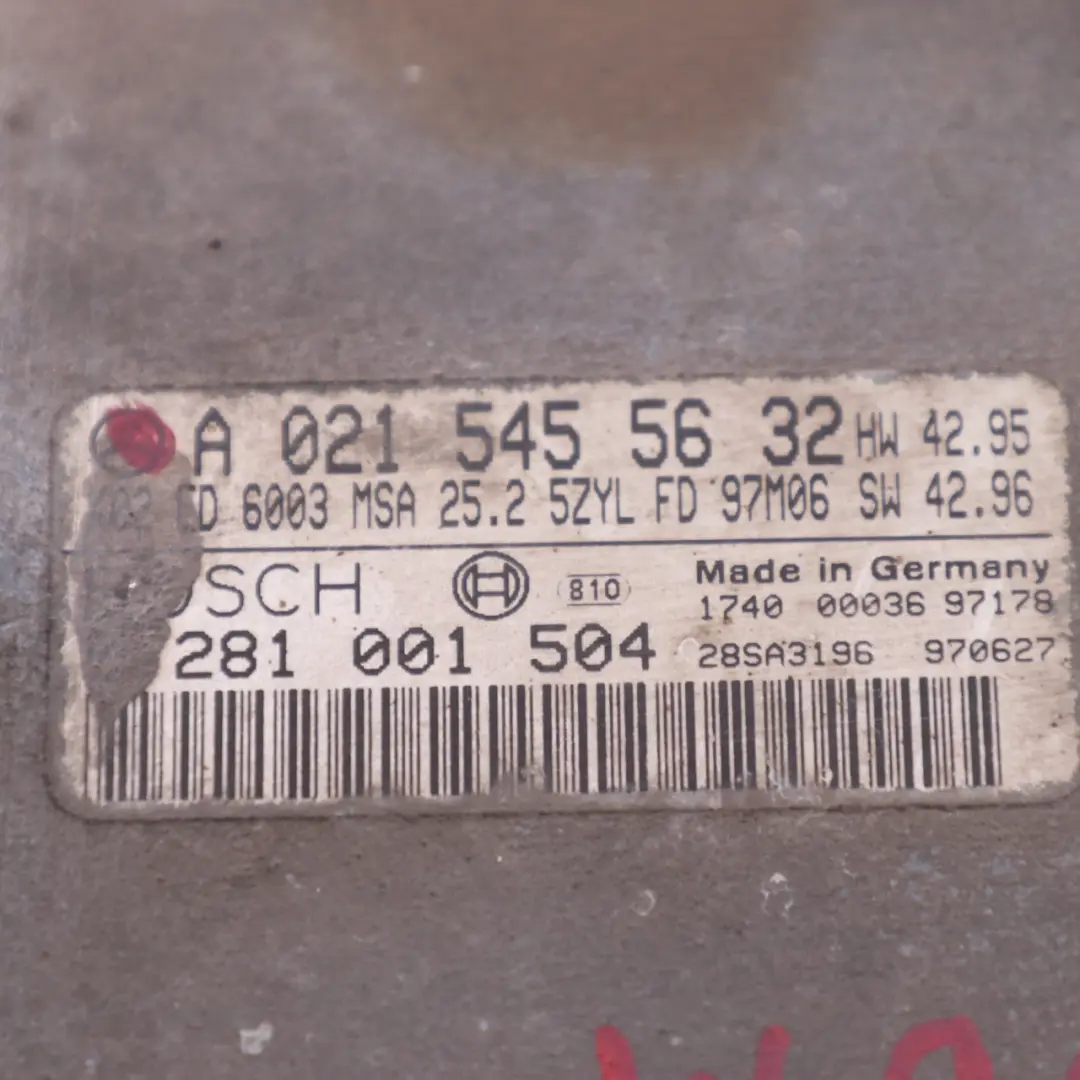 A 021 545 56 32 HW 42.95
6003 MSA 25.2 5ZYL FD 97M06 SW 42.96
810 Made in Germany
1740 00036 97178
281 001 504 28SA3196 970627